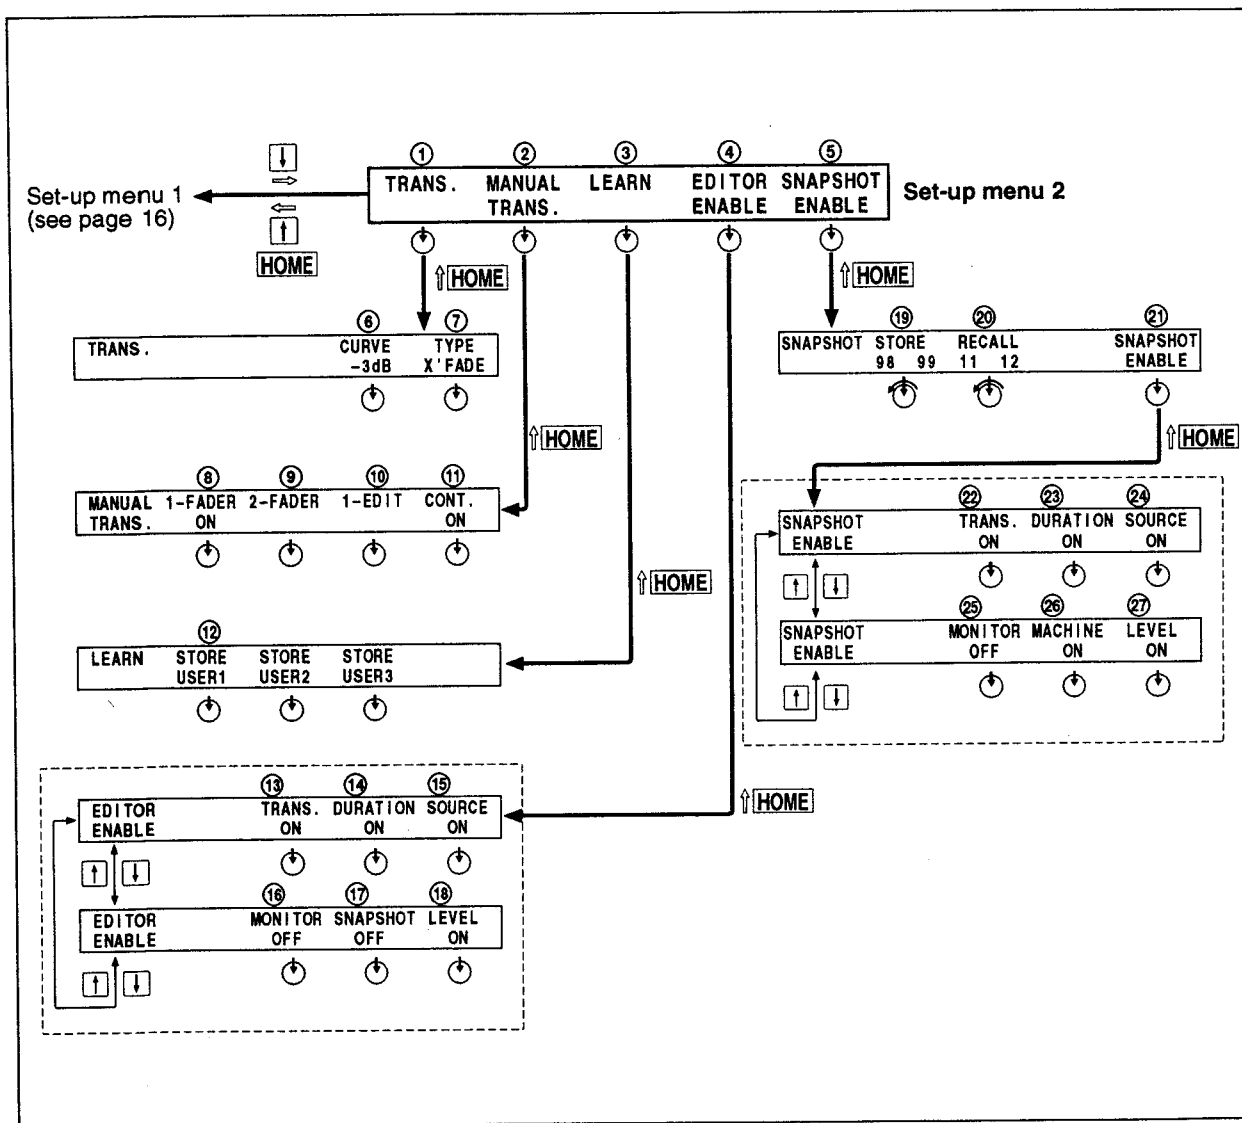 ① ② ③ ④ ⑤
TRANS. MANUAL LEARN EDITOR SNAPSHOT
TRANS. ENABLE ENABLE
Set-up menu 2
Set-up menu 1
(see page 16)
↓
⇨
⇦
↑
HOME
⇧ HOME
⑥ ⑦
TRANS. CURVE TYPE
-3dB X'FADE
⇧ HOME
⑧ ⑨ ⑩ ⑪
MANUAL 1-FADER 2-FADER 1-EDIT CONT.
TRANS. ON ON
⇧ HOME
⑫
LEARN STORE STORE STORE
USER1 USER2 USER3
⇧ HOME
⑬ ⑭ ⑮
EDITOR TRANS. DURATION SOURCE
ENABLE ON ON ON
↑ ↓
⑯ ⑰ ⑱
EDITOR MONITOR SNAPSHOT LEVEL
ENABLE OFF OFF ON
↑ ↓
⇧ HOME
⑲ ⑳ ㉑
SNAPSHOT STORE RECALL SNAPSHOT
98 99 11 12 ENABLE
⇧ HOME
㉒ ㉓ ㉔
SNAPSHOT TRANS. DURATION SOURCE
ENABLE ON ON ON
↑ ↓
㉕ ㉖ ㉗
SNAPSHOT MONITOR MACHINE LEVEL
ENABLE OFF ON ON
↑ ↓